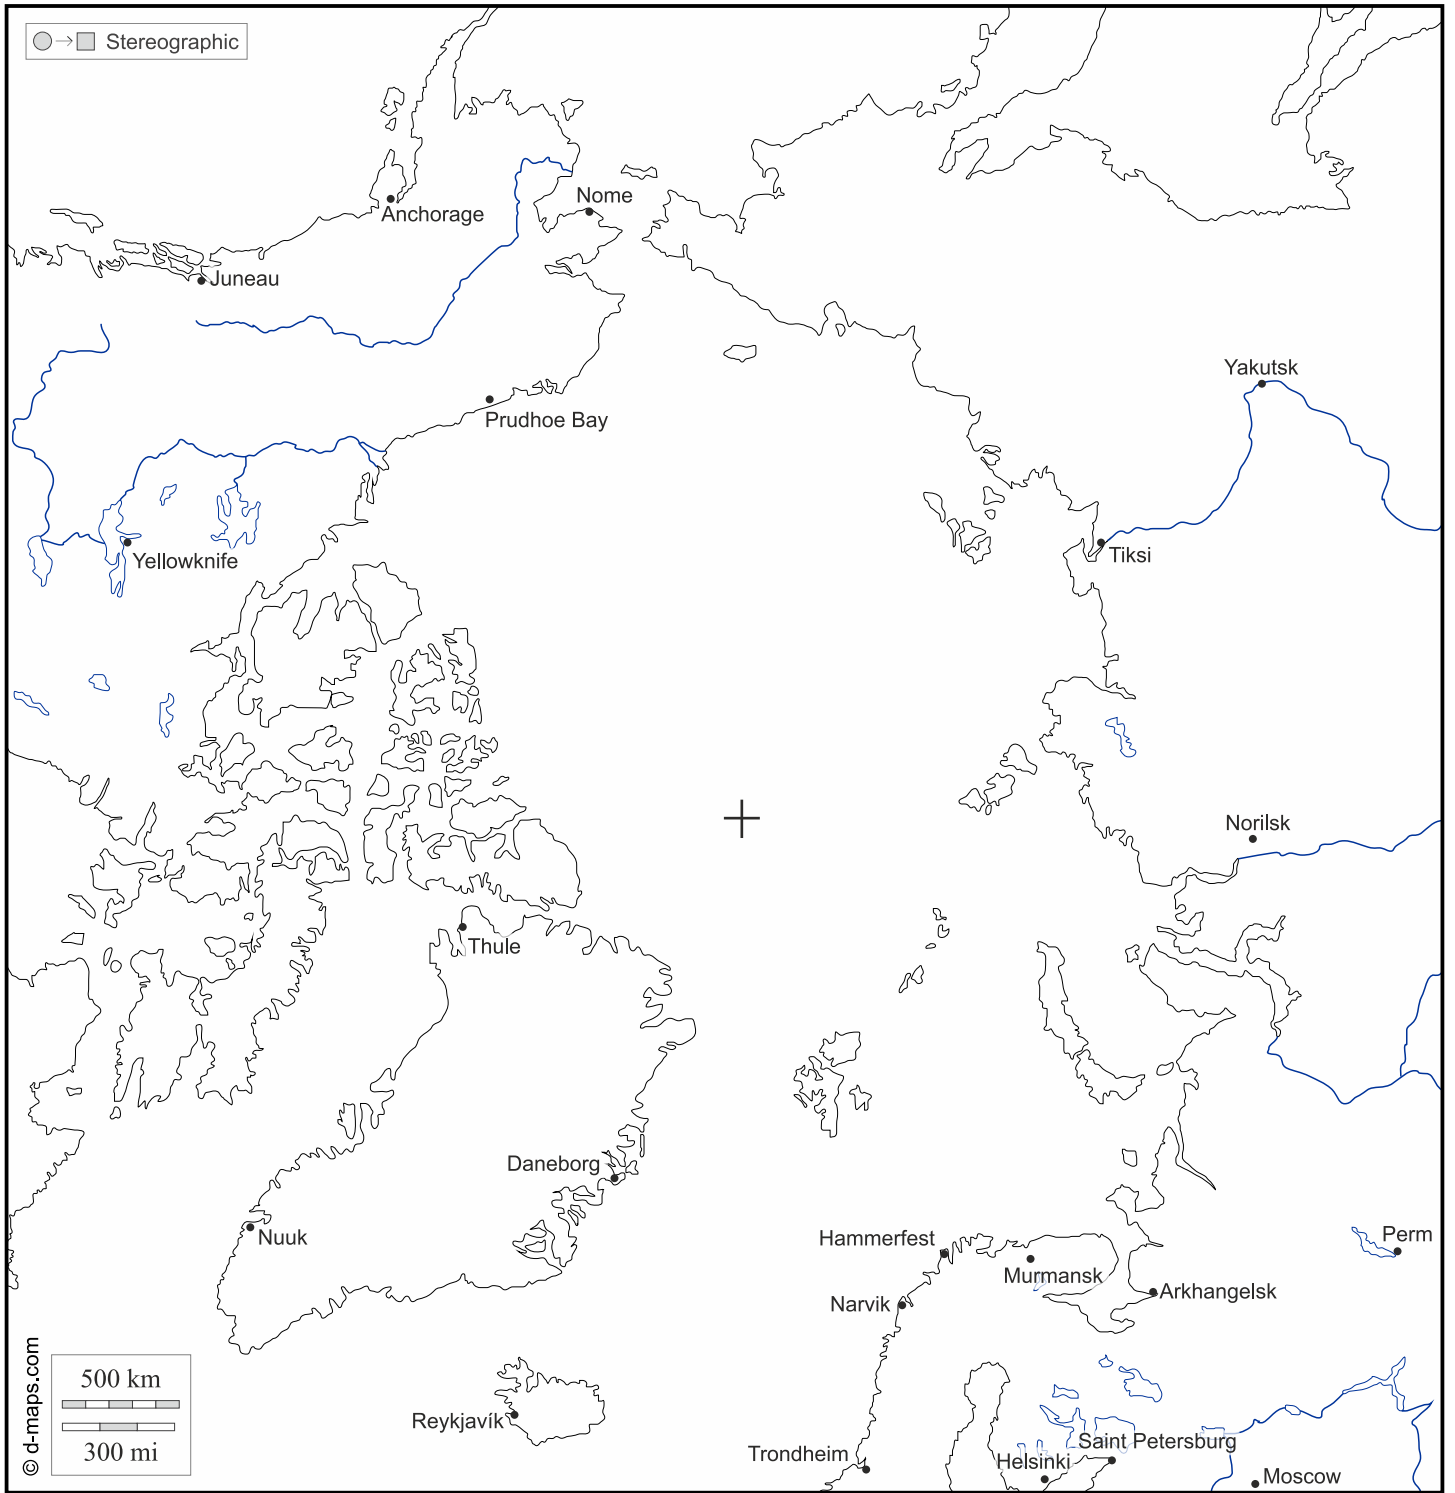 Stereographic
Nome
Anchorage
Juneau
Yakutsk
Prudhoe Bay
Tiksi
Yellowknife
Norilsk
Thule
Daneborg
Nuuk
Hammerfest
Perm
Murmansk
Arkhangelsk
Narvik
© d-maps.com
500 km
300 mi
Reykjavík
Trondheim
Saint Petersburg
Helsinki
Moscow